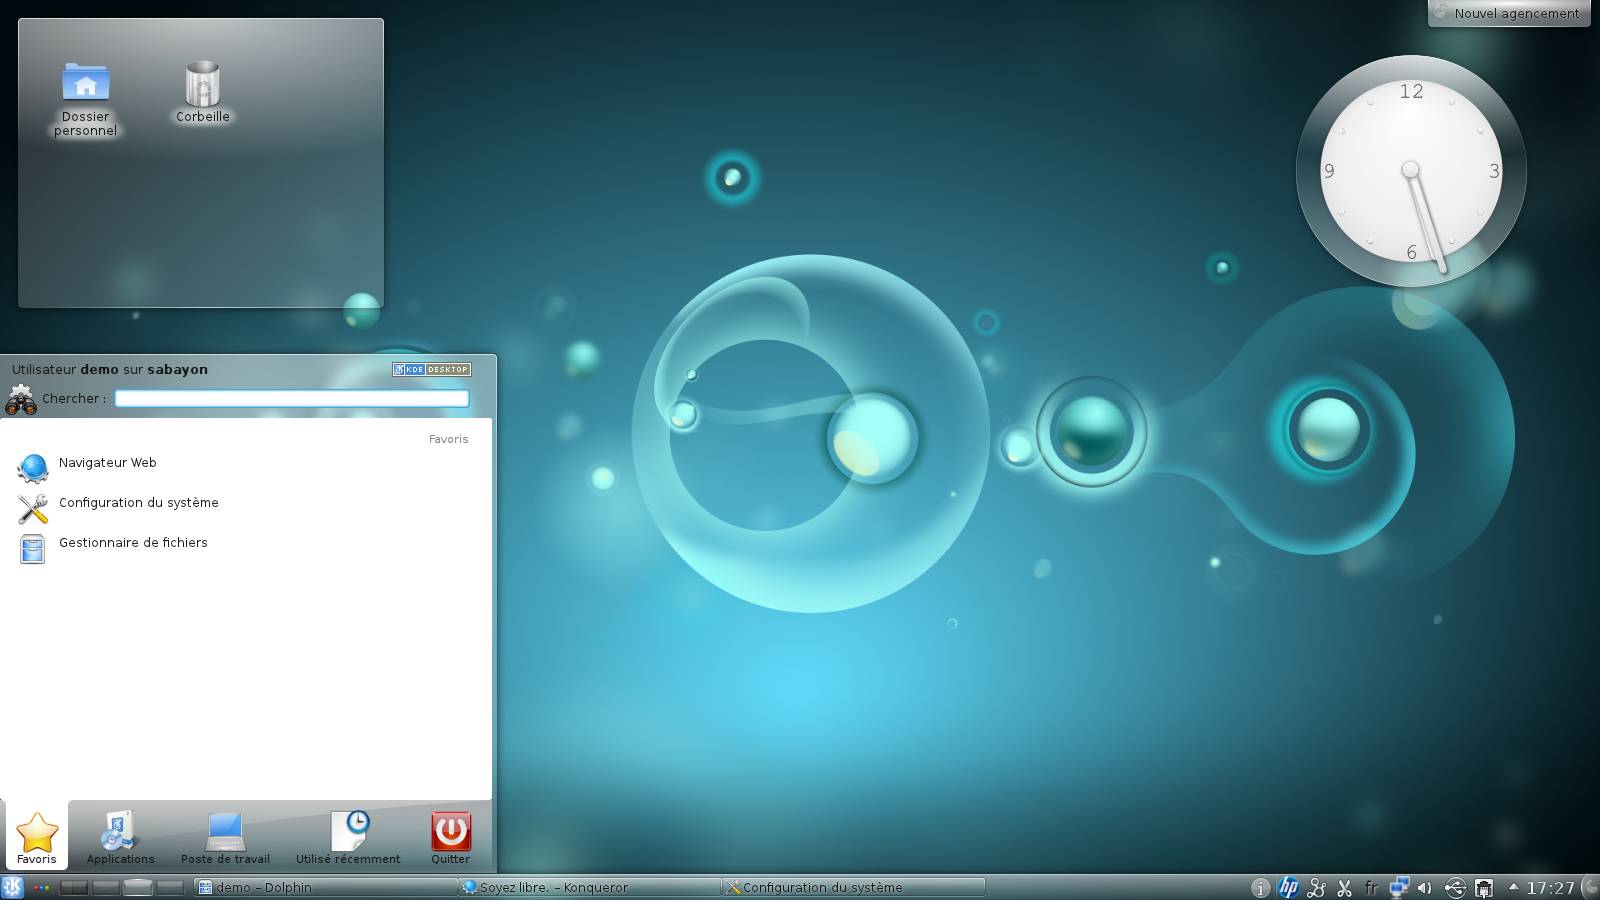 Nouvel agencement
Dossier
personnel
Corbeille
12
9
3
6
Utilisateur demo sur sabayon
KDE DESKTOP
Chercher :
Favoris
Navigateur Web
Configuration du système
Gestionnaire de fichiers
Favoris
Applications
Poste de travail
Utilisé récemment
Quitter
demo – Dolphin
Soyez libre. – Konqueror
Configuration du système
hp
fr
17:27